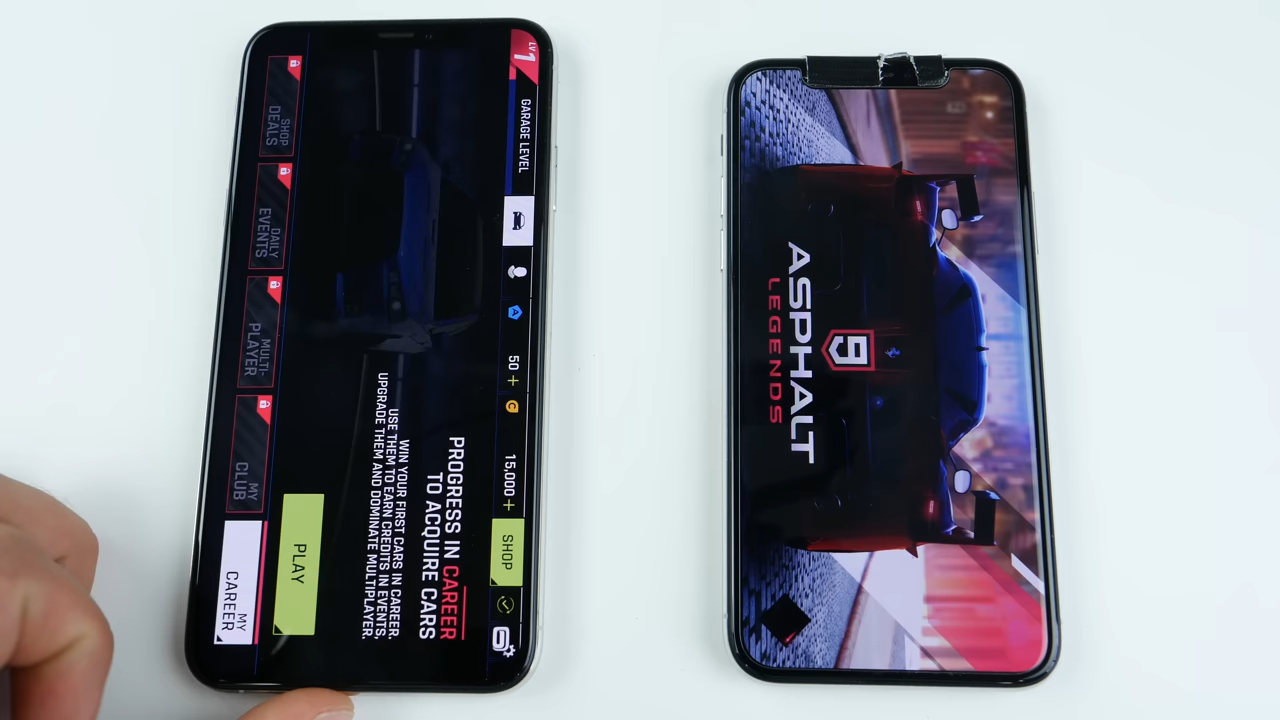 LV
1
GARAGE LEVEL
50 +
15,000 +
SHOP
PROGRESS IN CAREER
TO ACQUIRE CARS
WIN YOUR FIRST CARS IN CAREER.
USE THEM TO EARN CREDITS IN EVENTS,
UPGRADE THEM AND DOMINATE MULTIPLAYER.
PLAY
SHOP
DEALS
DAILY
EVENTS
MULTI-
PLAYER
MY
CLUB
MY
CAREER
9
ASPHALT
LEGENDS